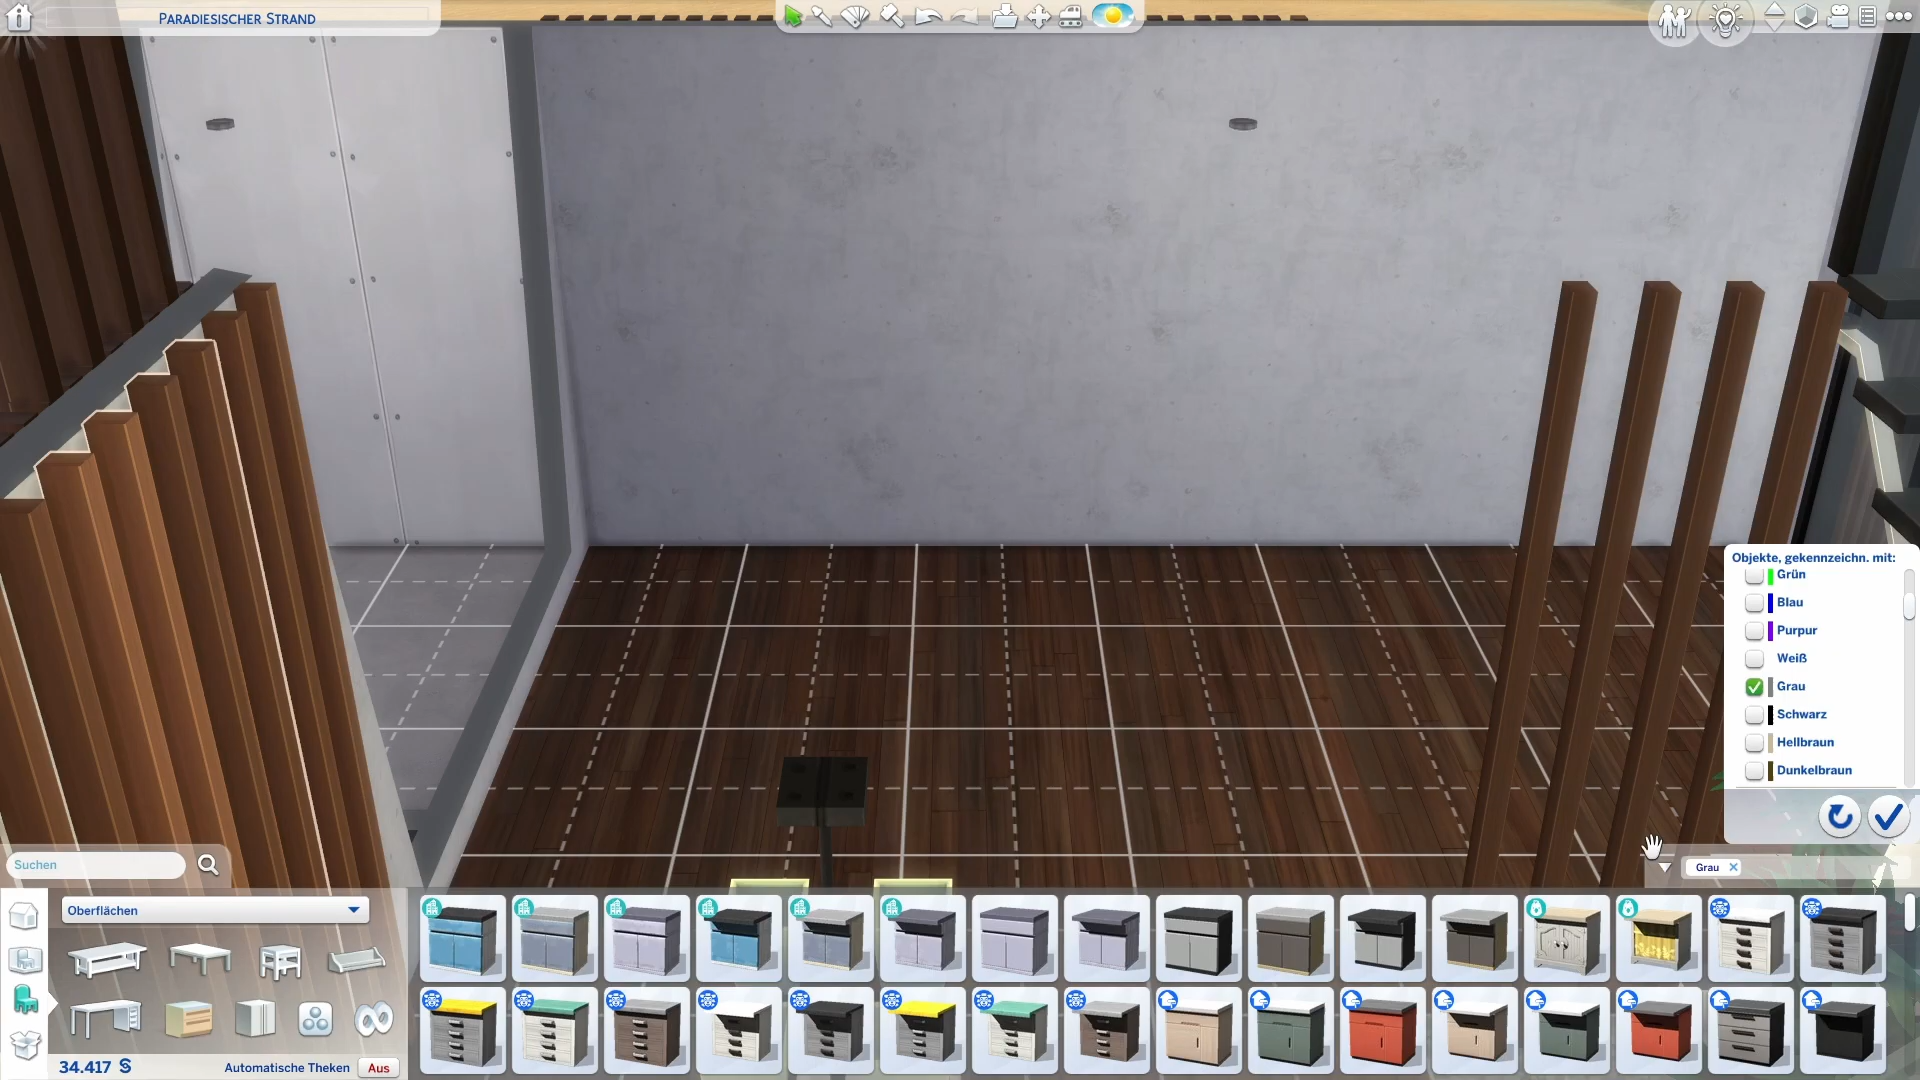 Paradiesischer Strand
Objekte, gekennzeichn. mit:
Grün
Blau
Purpur
Weiß
Grau
Schwarz
Hellbraun
Dunkelbraun
Suchen
Grau
Oberflächen
34.417
Automatische Theken
Aus